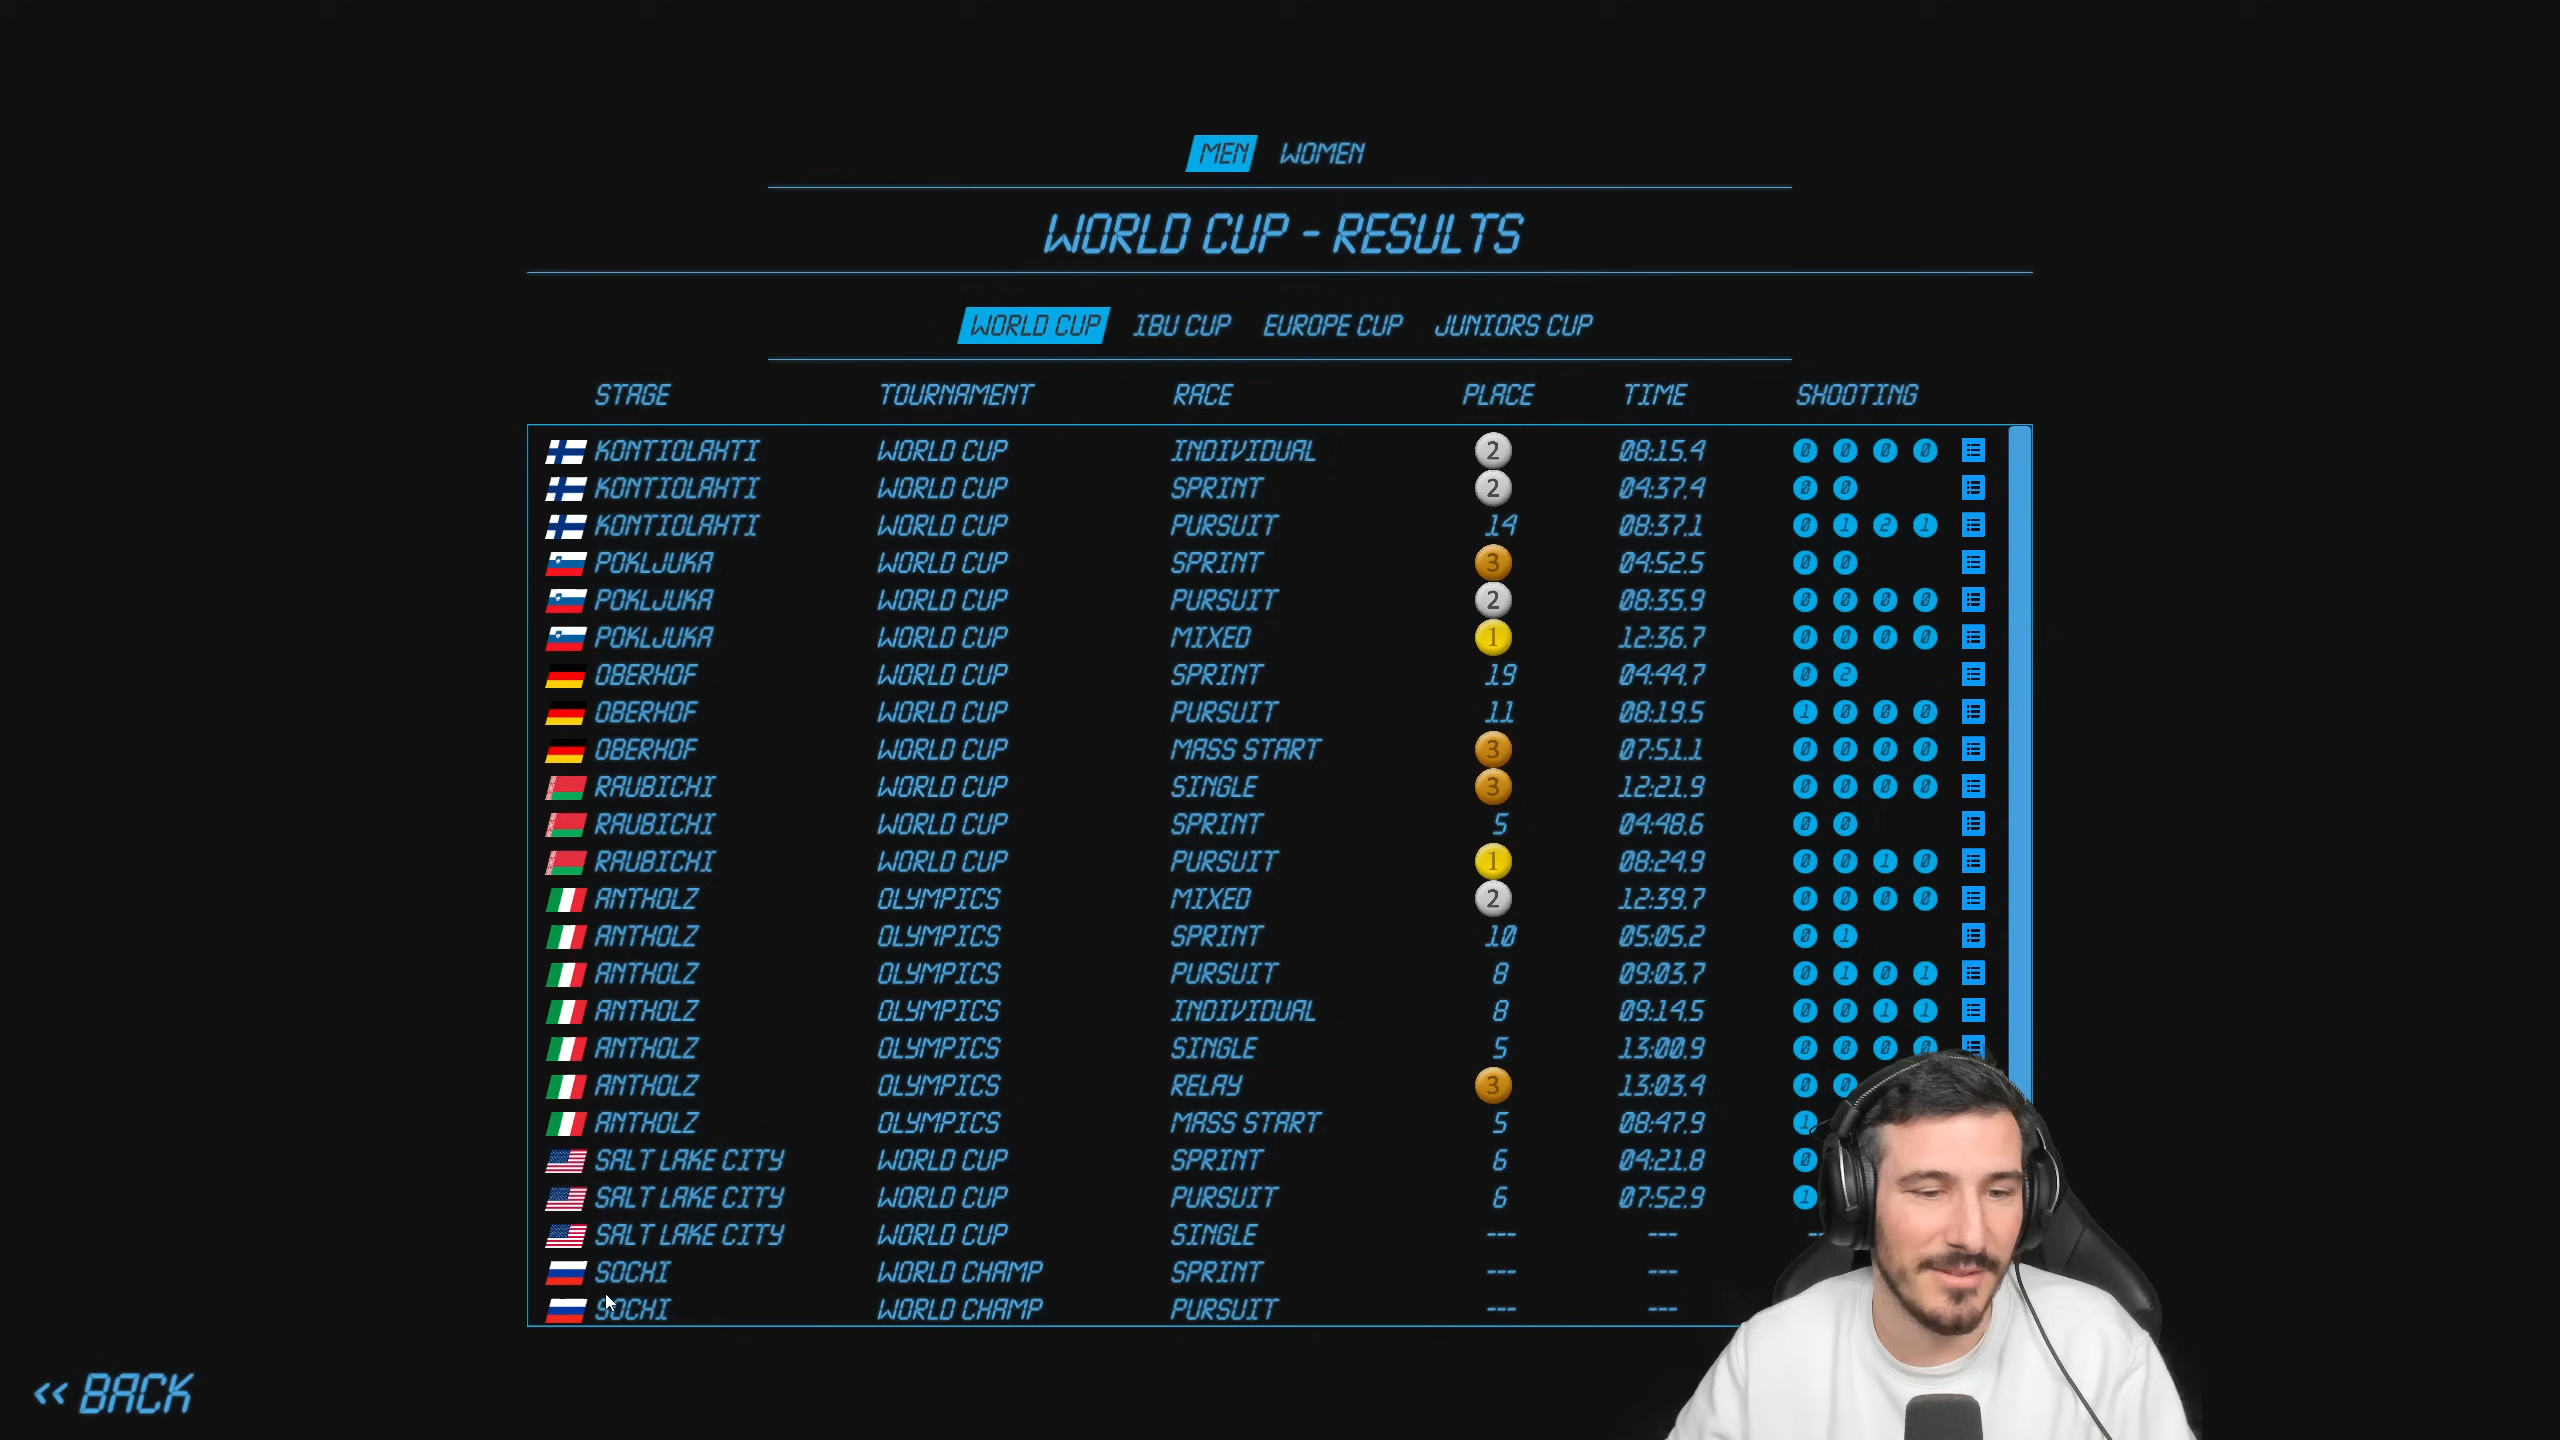 MEN WOMEN
WORLD CUP - RESULTS
WORLD CUP IBU CUP EUROPE CUP JUNIORS CUP
STAGE TOURNAMENT RACE PLACE TIME SHOOTING
KONTIOLAHTI WORLD CUP INDIVIDUAL 2 08:15.4 0 0 0 0
KONTIOLAHTI WORLD CUP SPRINT 2 04:37.4 0 0
KONTIOLAHTI WORLD CUP PURSUIT 14 08:37.1 0 1 2 1
POKLJUKA WORLD CUP SPRINT 3 04:52.5 0 0
POKLJUKA WORLD CUP PURSUIT 2 08:35.9 0 0 0 0
POKLJUKA WORLD CUP MIXED 1 12:36.7 0 0 0 0
OBERHOF WORLD CUP SPRINT 19 04:44.7 0 2
OBERHOF WORLD CUP PURSUIT 11 08:19.5 1 0 0 0
OBERHOF WORLD CUP MASS START 3 07:51.1 0 0 0 0
RAUBICHI WORLD CUP SINGLE 3 12:21.9 0 0 0 0
RAUBICHI WORLD CUP SPRINT 5 04:48.6 0 0
RAUBICHI WORLD CUP PURSUIT 1 08:24.9 0 0 1 0
ANTHOLZ OLYMPICS MIXED 2 12:39.7 0 0 0 0
ANTHOLZ OLYMPICS SPRINT 10 05:05.2 0 1
ANTHOLZ OLYMPICS PURSUIT 8 09:03.7 0 1 0 1
ANTHOLZ OLYMPICS INDIVIDUAL 8 09:14.5 0 0 1 1
ANTHOLZ OLYMPICS SINGLE 5 13:00.9 0 0 0 0
ANTHOLZ OLYMPICS RELAY 3 13:03.4 0 0
ANTHOLZ OLYMPICS MASS START 5 08:47.9 1
SALT LAKE CITY WORLD CUP SPRINT 6 04:21.8 0
SALT LAKE CITY WORLD CUP PURSUIT 6 07:52.9 1
SALT LAKE CITY WORLD CUP SINGLE --- --- --
SOCHI WORLD CHAMP SPRINT --- ---
SOCHI WORLD CHAMP PURSUIT --- ---
<< BACK